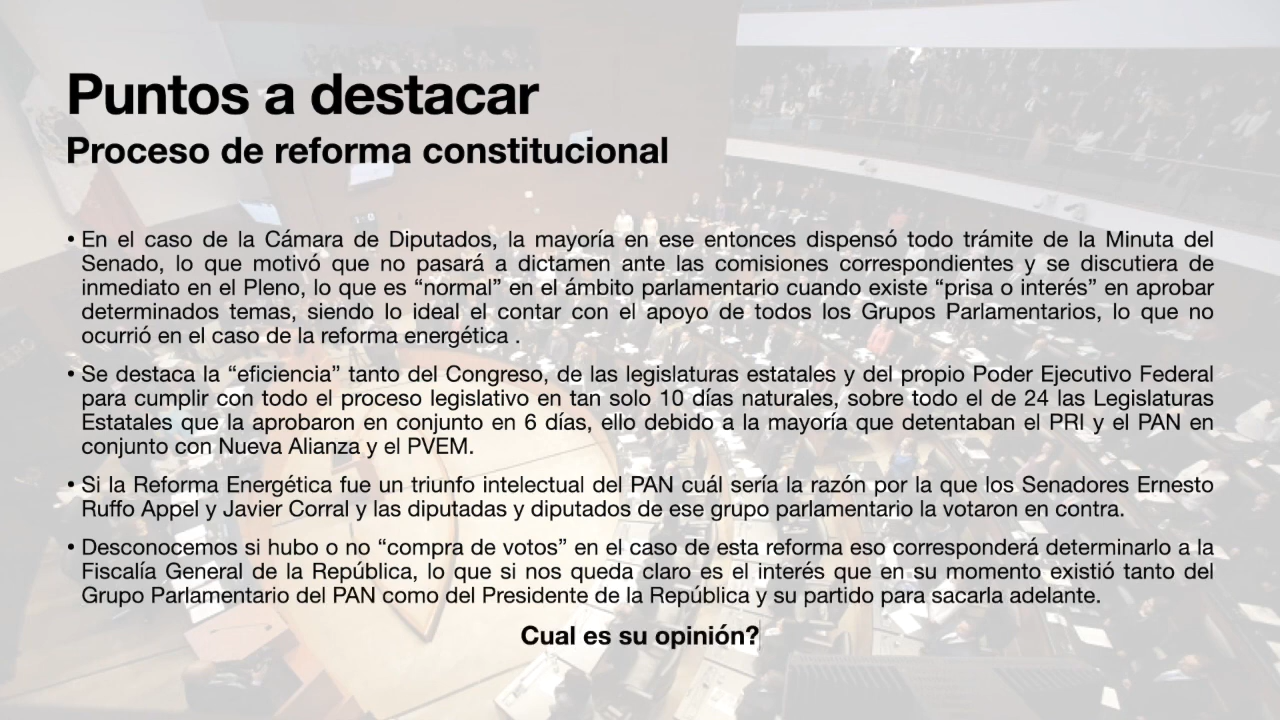 Puntos a destacar
Proceso de reforma constitucional
• En el caso de la Cámara de Diputados, la mayoría en ese entonces dispensó todo trámite de la Minuta del
Senado, lo que motivó que no pasará a dictamen ante las comisiones correspondientes y se discutiera de
inmediato en el Pleno, lo que es “normal” en el ámbito parlamentario cuando existe “prisa o interés” en aprobar
determinados temas, siendo lo ideal el contar con el apoyo de todos los Grupos Parlamentarios, lo que no
ocurrió en el caso de la reforma energética .
• Se destaca la “eficiencia” tanto del Congreso, de las legislaturas estatales y del propio Poder Ejecutivo Federal
para cumplir con todo el proceso legislativo en tan solo 10 días naturales, sobre todo el de 24 las Legislaturas
Estatales que la aprobaron en conjunto en 6 días, ello debido a la mayoría que detentaban el PRI y el PAN en
conjunto con Nueva Alianza y el PVEM.
• Si la Reforma Energética fue un triunfo intelectual del PAN cuál sería la razón por la que los Senadores Ernesto
Ruffo Appel y Javier Corral y las diputadas y diputados de ese grupo parlamentario la votaron en contra.
• Desconocemos si hubo o no “compra de votos” en el caso de esta reforma eso corresponderá determinarlo a la
Fiscalía General de la República, lo que si nos queda claro es el interés que en su momento existió tanto del
Grupo Parlamentario del PAN como del Presidente de la República y su partido para sacarla adelante.
Cual es su opinión?